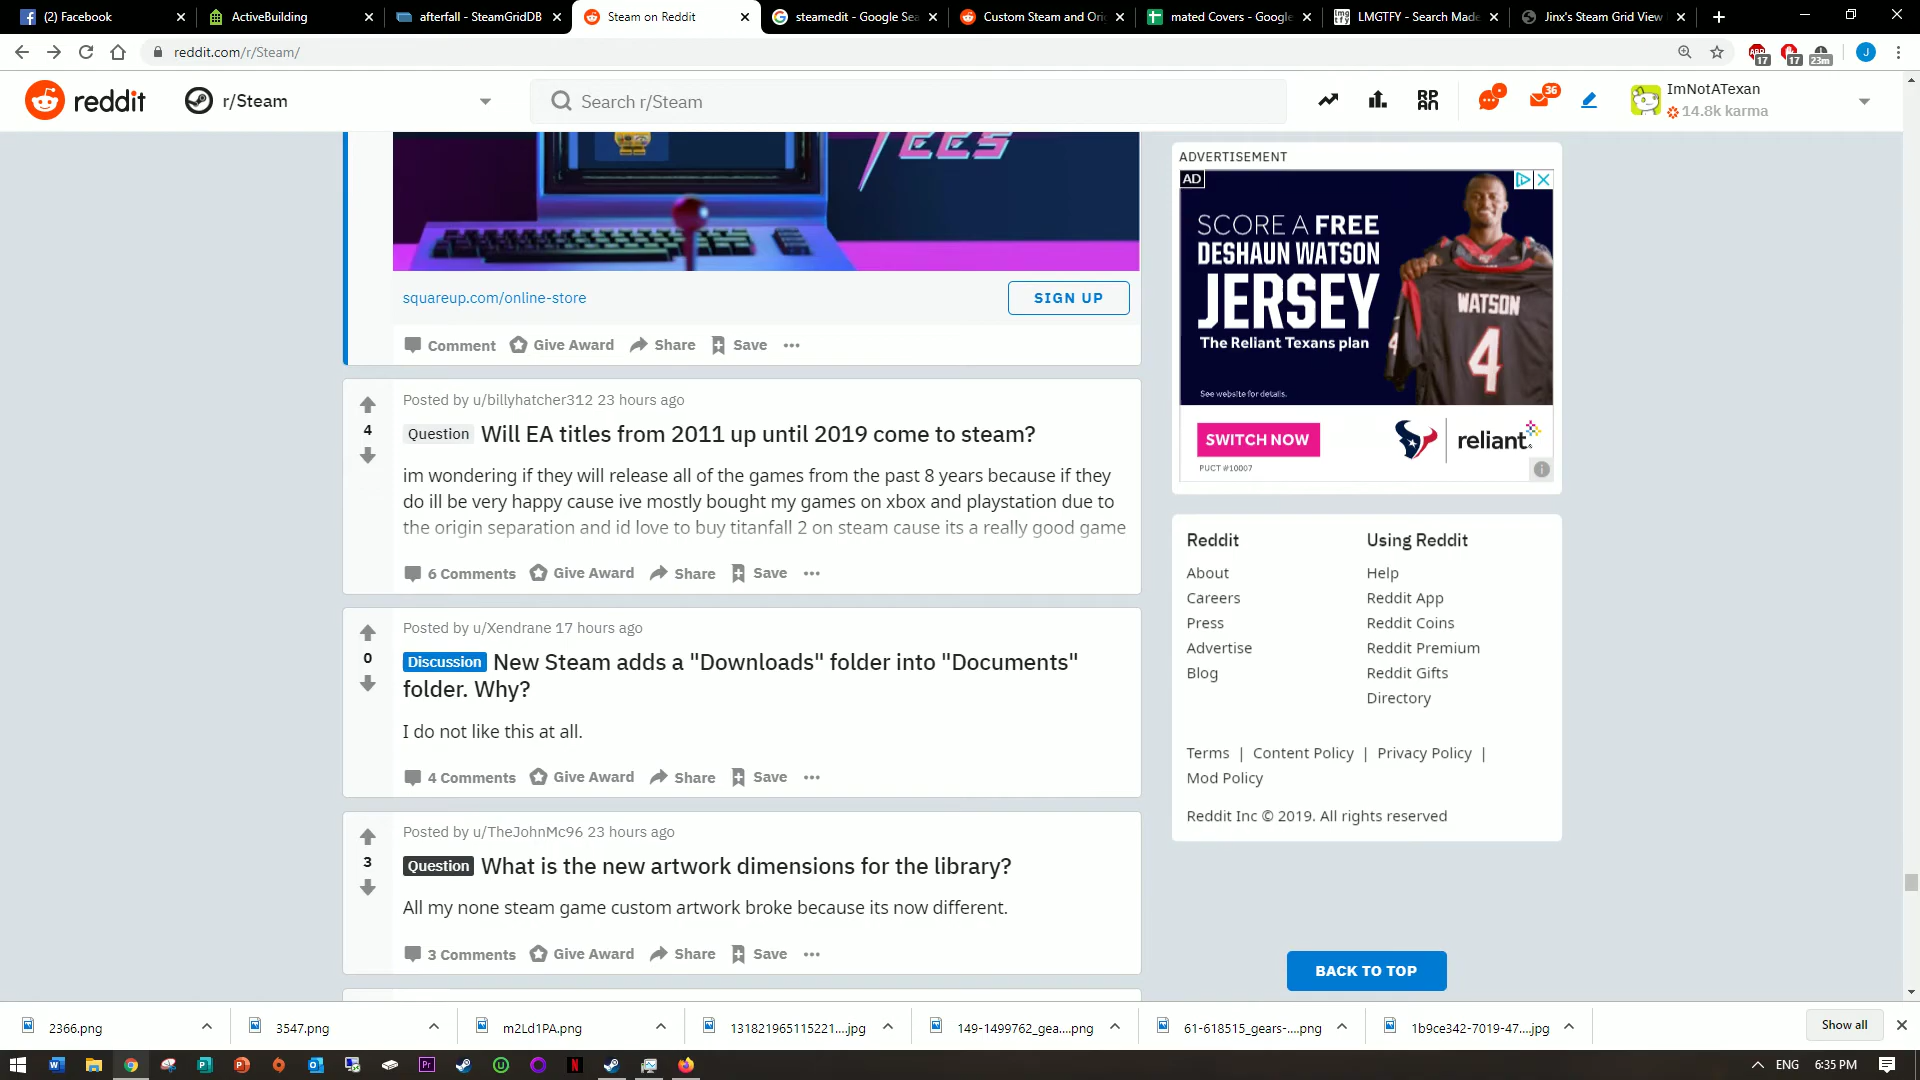 (2) Facebook
ActiveBuilding
afterfall - SteamGridDB
Steam on Reddit
steamedit - Google Sea
Custom Steam and Ori
mated Covers - Google
LMGTFY - Search Made
Jinx's Steam Grid View
reddit.com/r/Steam/
17
17
23m
J
reddit
r/Steam
Search r/Steam
36
ImNotATexan
14.8k karma
TEES
squareup.com/online-store
SIGN UP
Comment
Give Award
Share
Save
Posted by u/billyhatcher312 23 hours ago
4
Question Will EA titles from 2011 up until 2019 come to steam?
im wondering if they will release all of the games from the past 8 years because if they
do ill be very happy cause ive mostly bought my games on xbox and playstation due to
the origin separation and id love to buy titanfall 2 on steam cause its a really good game
6 Comments
Give Award
Share
Save
Posted by u/Xendrane 17 hours ago
0
Discussion New Steam adds a "Downloads" folder into "Documents"
folder. Why?
I do not like this at all.
4 Comments
Give Award
Share
Save
Posted by u/TheJohnMc96 23 hours ago
3
Question What is the new artwork dimensions for the library?
All my none steam game custom artwork broke because its now different.
3 Comments
Give Award
Share
Save
ADVERTISEMENT
AD
SCORE A FREE
DESHAUN WATSON
JERSEY
The Reliant Texans plan
WATSON
4
4
See website for details.
SWITCH NOW
reliant
PUCT #10007
Reddit
Using Reddit
About
Help
Careers
Reddit App
Press
Reddit Coins
Advertise
Reddit Premium
Blog
Reddit Gifts
Directory
Terms | Content Policy | Privacy Policy |
Mod Policy
Reddit Inc © 2019. All rights reserved
BACK TO TOP
2366.png
3547.png
m2Ld1PA.png
131821965115221....jpg
149-1499762_gea....png
61-618515_gears-....png
1b9ce342-7019-47....jpg
Show all
ENG
6:35 PM